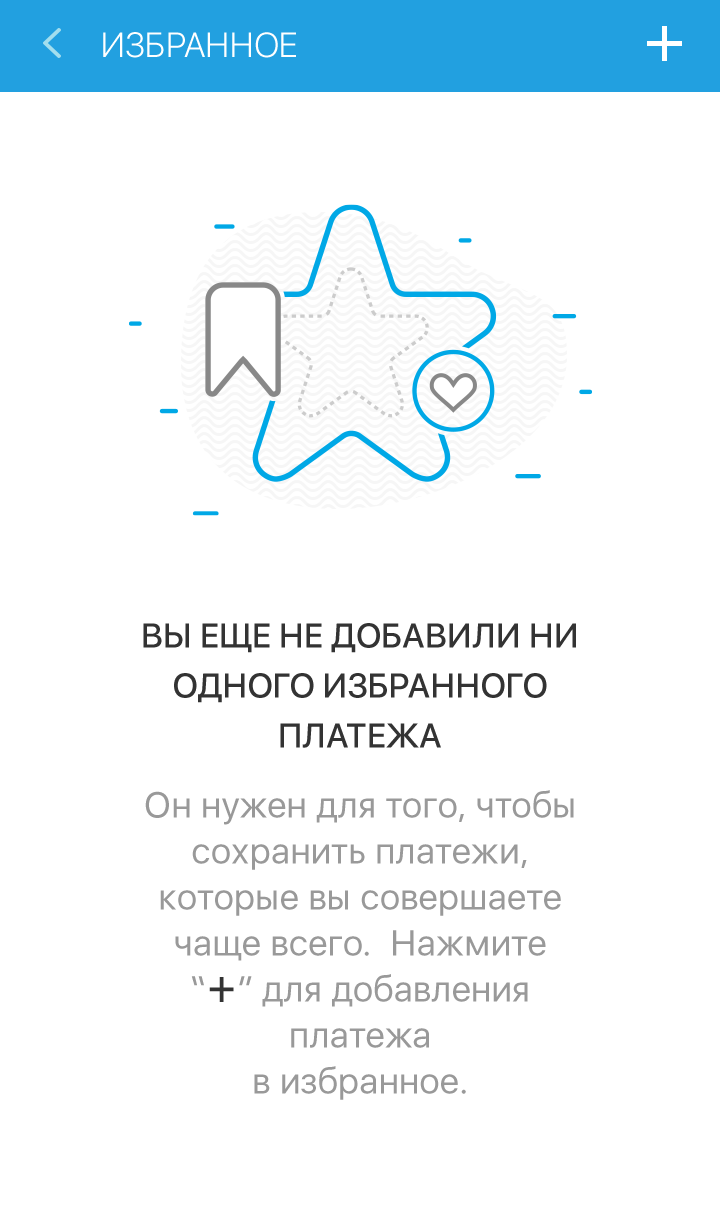 ИЗБРАННОЕ
ВЫ ЕЩЕ НЕ ДОБАВИЛИ НИ
ОДНОГО ИЗБРАННОГО
ПЛАТЕЖА
Он нужен для того, чтобы
сохранить платежи,
которые вы совершаете
чаще всего.  Нажмите
“+” для добавления
платежа
в избранное.